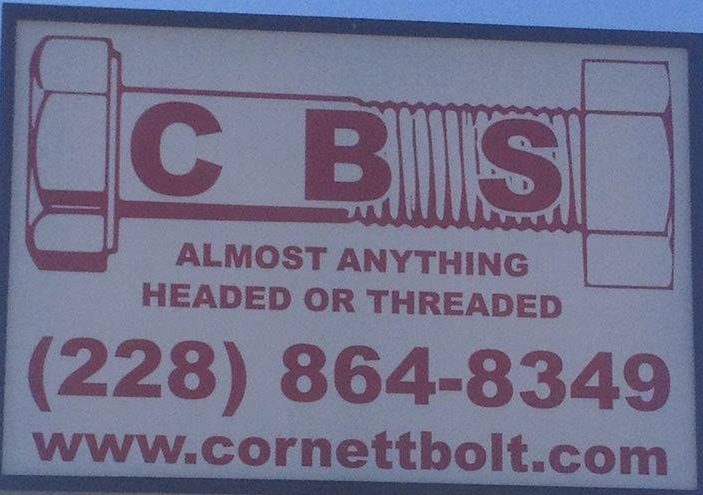 C B S
ALMOST ANYTHING
HEADED OR THREADED
(228) 864-8349
www.cornettbolt.com